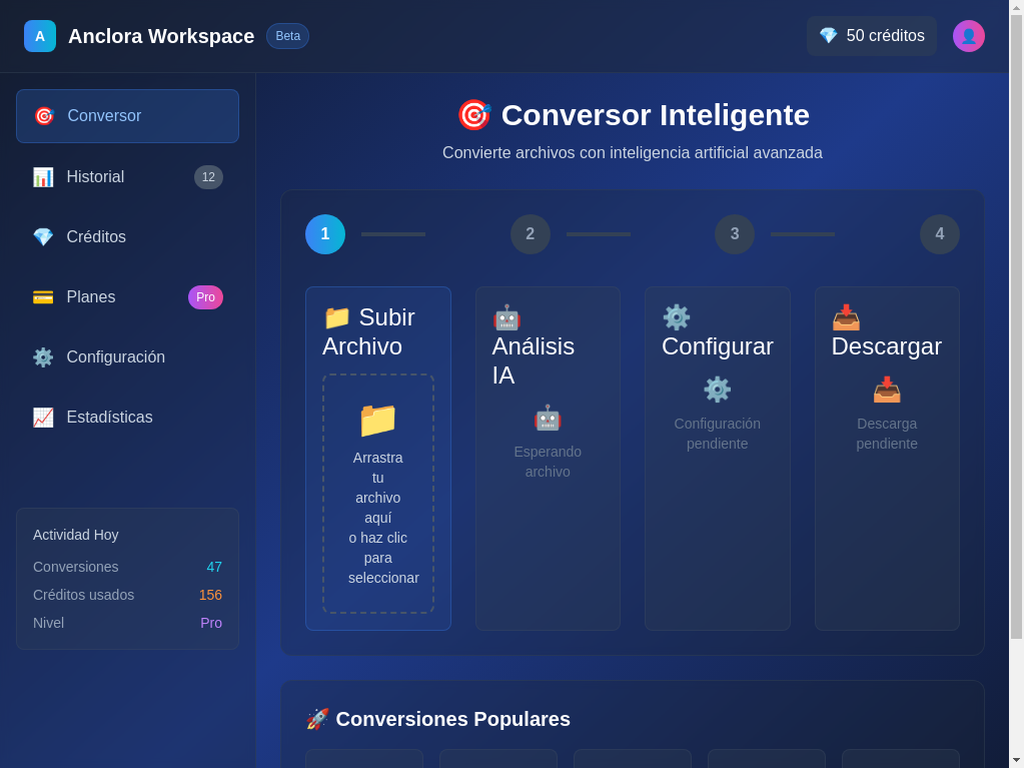 A Anclora Workspace Beta
💎 50 créditos 👤
🎯 Conversor
📊 Historial 12
💎 Créditos
💳 Planes Pro
⚙️ Configuración
📈 Estadísticas
Actividad Hoy
Conversiones 47
Créditos usados 156
Nivel Pro
🎯 Conversor Inteligente
Convierte archivos con inteligencia artificial avanzada
1 2 3 4
📁 Subir
Archivo
📁
Arrastra
tu
archivo
aquí
o haz clic
para
seleccionar
🤖
Análisis
IA
🤖
Esperando
archivo
⚙️
Configurar
⚙️
Configuración
pendiente
📥
Descargar
📥
Descarga
pendiente
🚀 Conversiones Populares